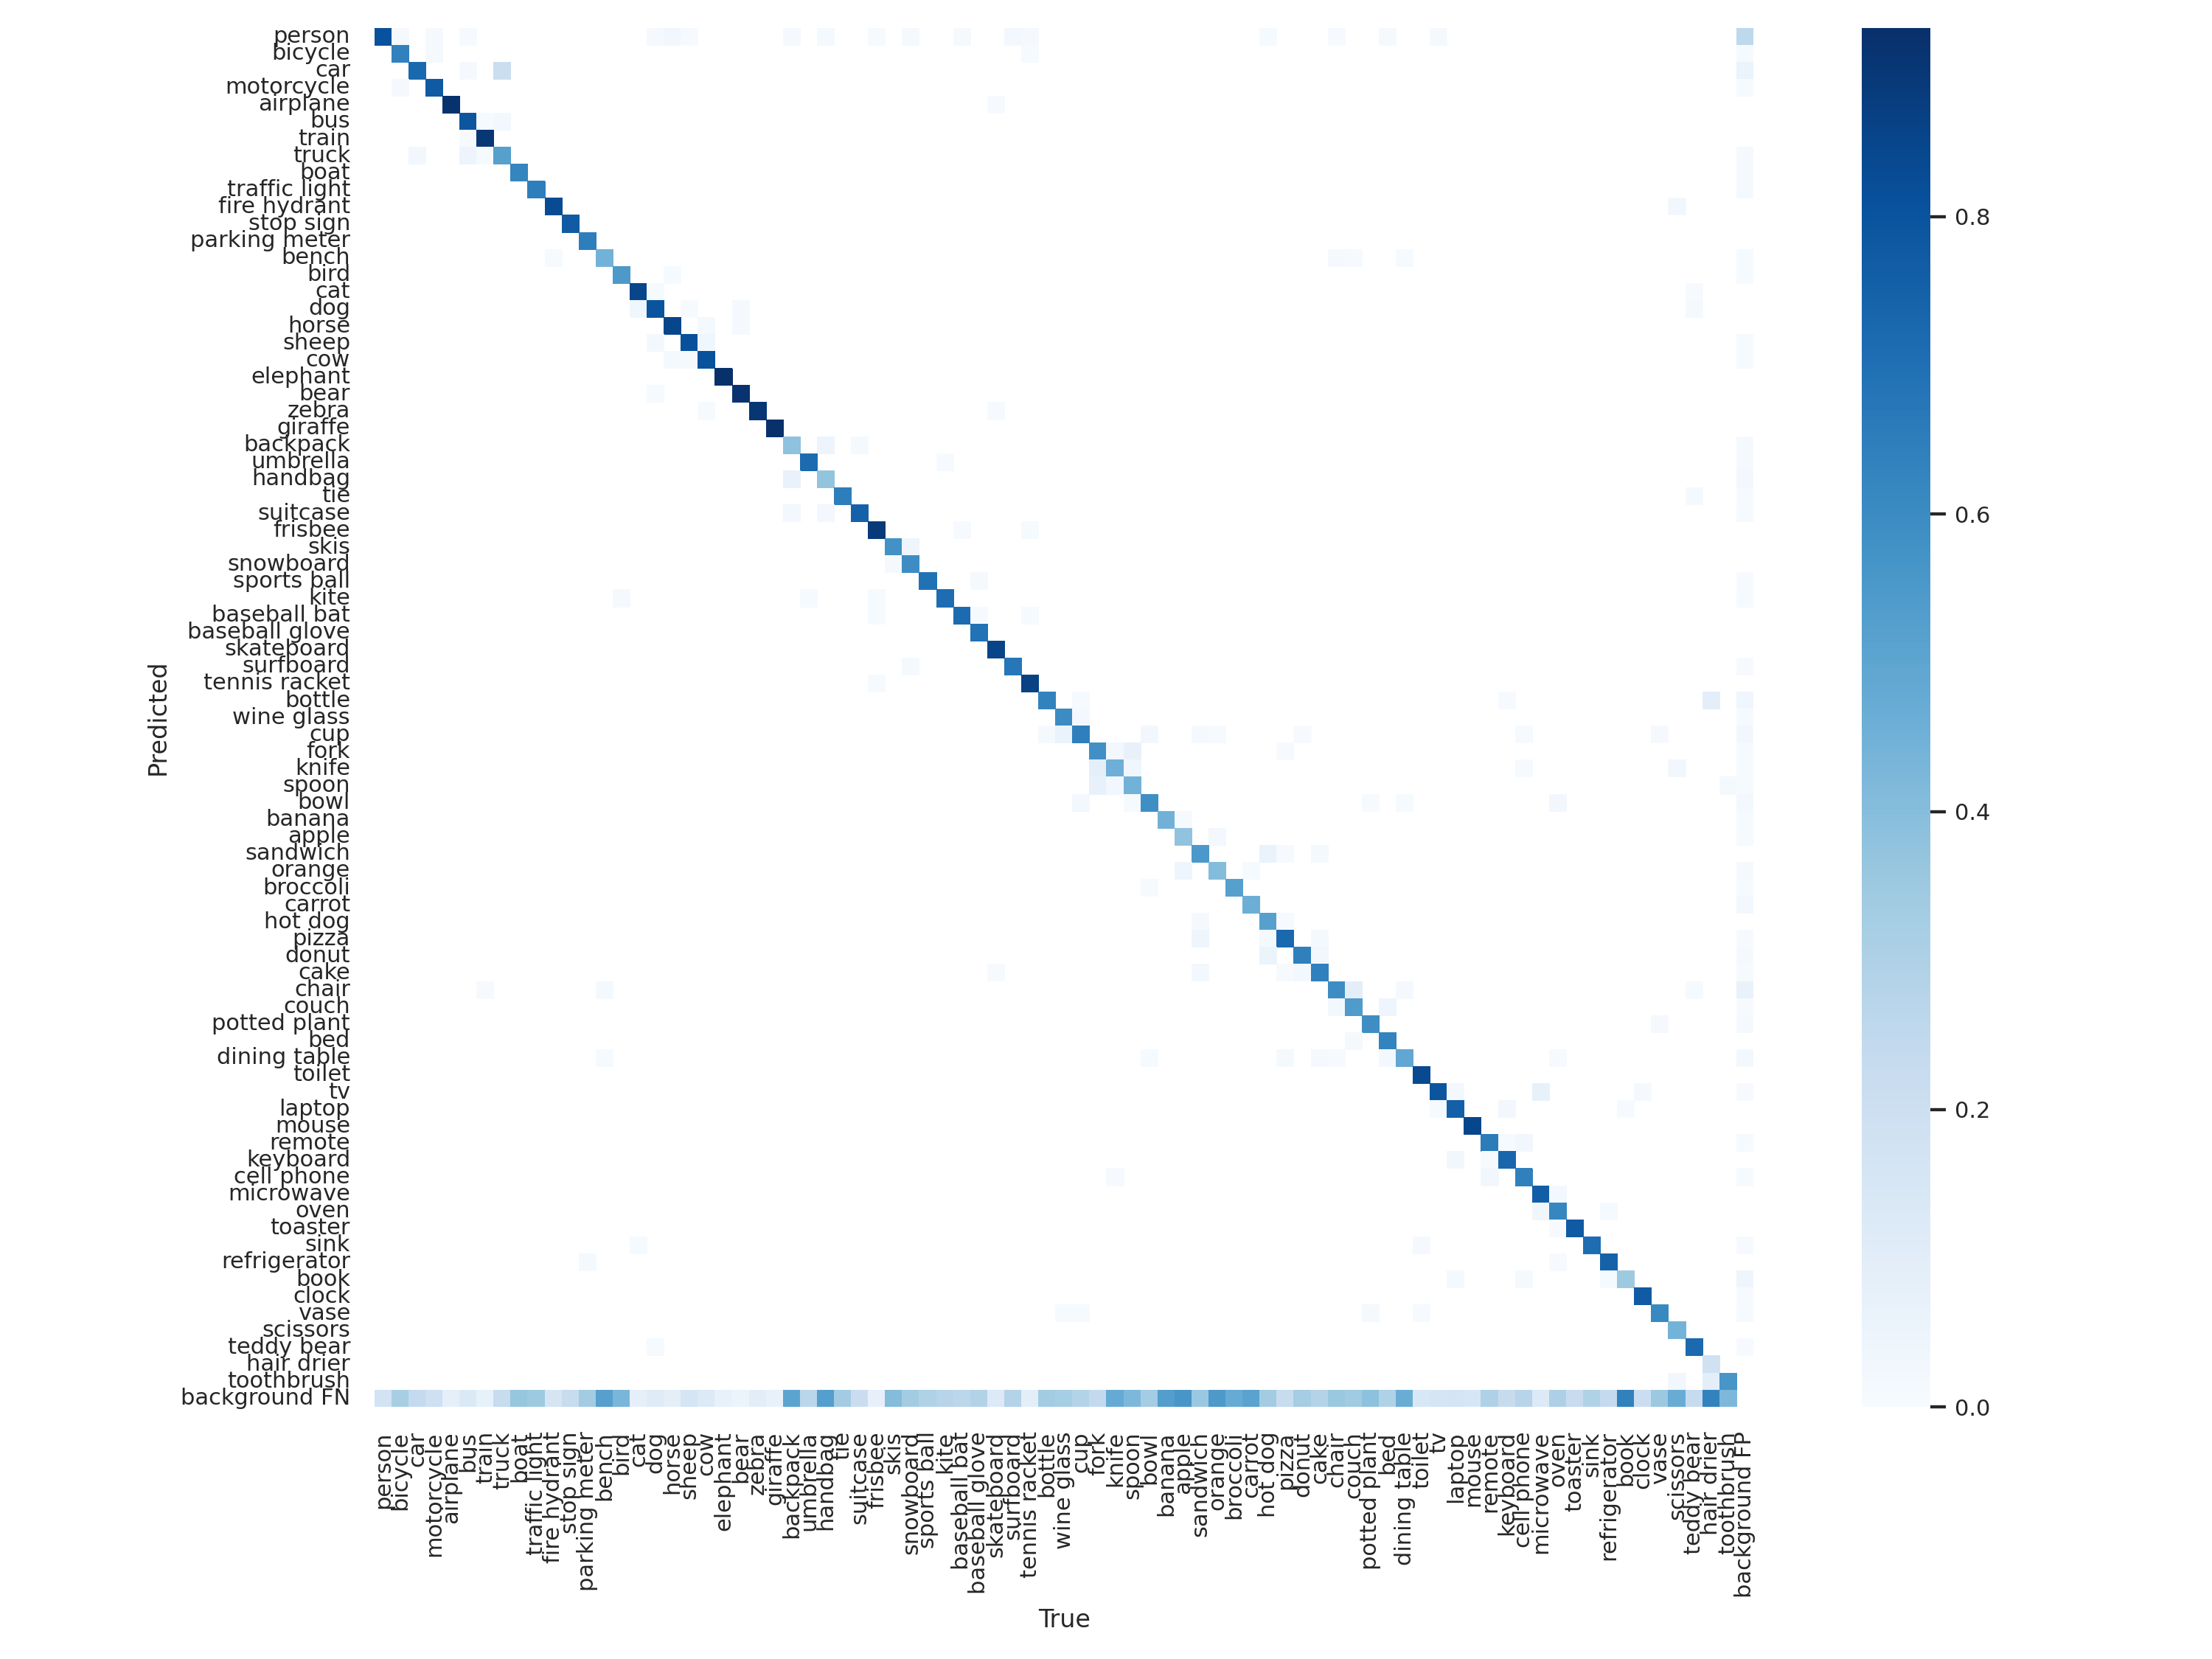 person
bicycle
car
motorcycle
airplane
bus
train
truck
boat
traffic light
fire hydrant
stop sign
parking meter
bench
bird
cat
dog
horse
sheep
cow
elephant
bear
zebra
giraffe
backpack
umbrella
handbag
tie
suitcase
frisbee
skis
snowboard
sports ball
kite
baseball bat
baseball glove
skateboard
surfboard
tennis racket
bottle
wine glass
cup
fork
knife
spoon
bowl
banana
apple
sandwich
orange
broccoli
carrot
hot dog
pizza
donut
cake
chair
couch
potted plant
bed
dining table
toilet
tv
laptop
mouse
remote
keyboard
cell phone
microwave
oven
toaster
sink
refrigerator
book
clock
vase
scissors
teddy bear
hair drier
toothbrush
background FN
Predicted
person
bicycle
car
motorcycle
airplane
bus
train
truck
boat
traffic light
fire hydrant
stop sign
parking meter
bench
bird
cat
dog
horse
sheep
cow
elephant
bear
zebra
giraffe
backpack
umbrella
handbag
tie
suitcase
frisbee
skis
snowboard
sports ball
kite
baseball bat
baseball glove
skateboard
surfboard
tennis racket
bottle
wine glass
cup
fork
knife
spoon
bowl
banana
apple
sandwich
orange
broccoli
carrot
hot dog
pizza
donut
cake
chair
couch
potted plant
bed
dining table
toilet
tv
laptop
mouse
remote
keyboard
cell phone
microwave
oven
toaster
sink
refrigerator
book
clock
vase
scissors
teddy bear
hair drier
toothbrush
background FP
True
0.8
0.6
0.4
0.2
0.0